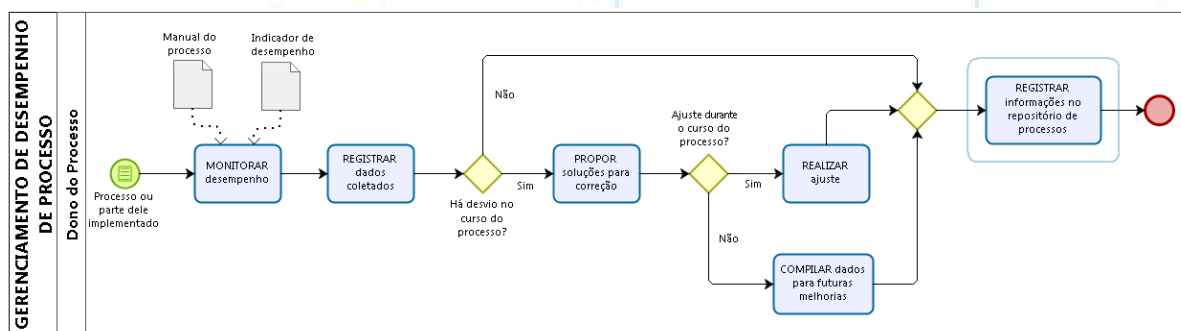 GERENCIAMENTO DE DESEMPENHO
DE PROCESSO
Dono do Processo
Manual do
processo
Indicador de
desempenho
Processo ou
parte dele
implementado
MONITORAR
desempenho
REGISTRAR
dados
coletados
Há desvio no
curso do
processo?
Não
Sim
PROPOR
soluções para
correção
Ajuste durante
o curso do
processo?
Sim
Não
REALIZAR
ajuste
COMPILAR dados
para futuras
melhorias
REGISTRAR
informações no
repositório de
processos